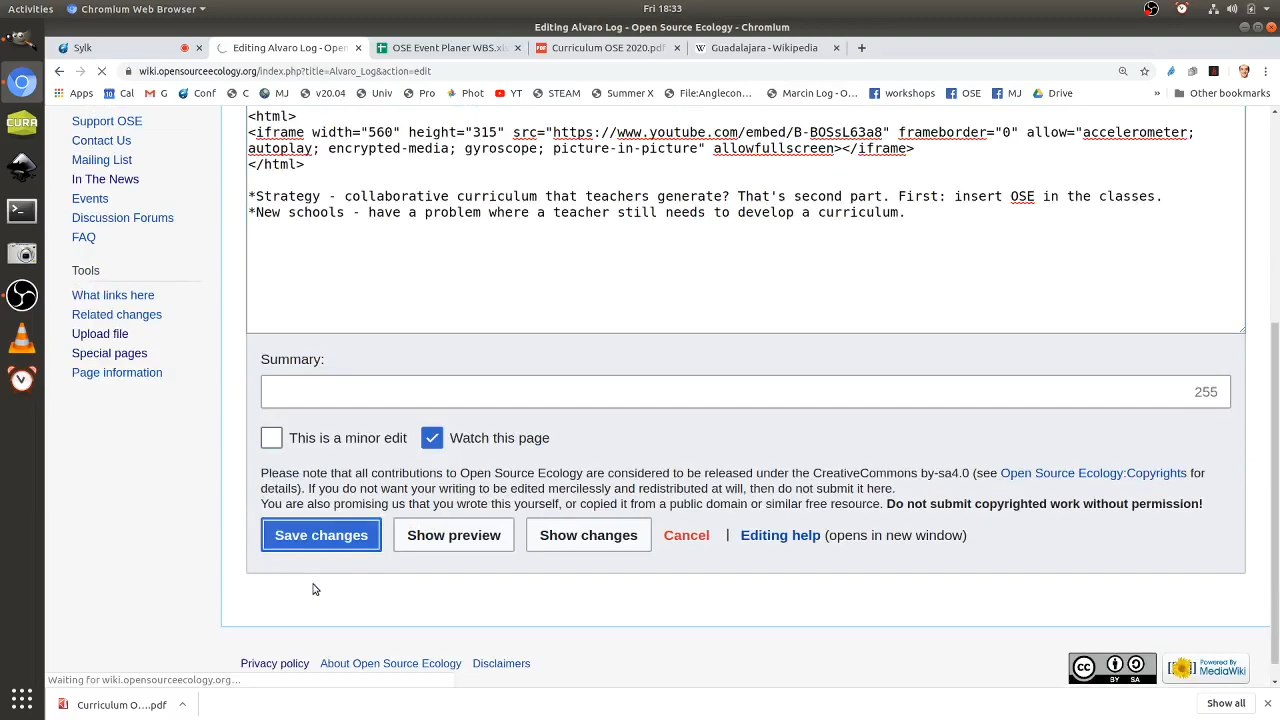 Activities
Chromium Web Browser
Fri 18:33
Editing Alvaro Log - Open Source Ecology - Chromium
Sylk
Editing Alvaro Log - Open
OSE Event Planer WBS.xl
Curriculum OSE 2020.pdf
Guadalajara - Wikipedia
wiki.opensourceecology.org/index.php?title=Alvaro_Log&action=edit
Apps
Cal
G
Conf
C
MJ
v20.04
Univ
Pro
Phot
YT
STEAM
Summer X
File:Anglecon...
Marcin Log - O...
workshops
OSE
MJ
Drive
»
Other bookmarks
CURA
Support OSE
Contact Us
Mailing List
In The News
Events
Discussion Forums
FAQ
Tools
What links here
Related changes
Upload file
Special pages
Page information
<html>
<iframe width="560" height="315" src="https://www.youtube.com/embed/B-BOSsL63a8" frameborder="0" allow="accelerometer;
autoplay; encrypted-media; gyroscope; picture-in-picture" allowfullscreen></iframe>
</html>
*Strategy - collaborative curriculum that teachers generate? That's second part. First: insert OSE in the classes.
*New schools - have a problem where a teacher still needs to develop a curriculum.
Summary:
255
This is a minor edit
Watch this page
Please note that all contributions to Open Source Ecology are considered to be released under the CreativeCommons by-sa4.0 (see Open Source Ecology:Copyrights for
details). If you do not want your writing to be edited mercilessly and redistributed at will, then do not submit it here.
You are also promising us that you wrote this yourself, or copied it from a public domain or similar free resource. Do not submit copyrighted work without permission!
Save changes
Show preview
Show changes
Cancel
|
Editing help (opens in new window)
Privacy policy
About Open Source Ecology
Disclaimers
cc
BY SA
Powered By
MediaWiki
Waiting for wiki.opensourceecology.org...
Curriculum O....pdf
Show all